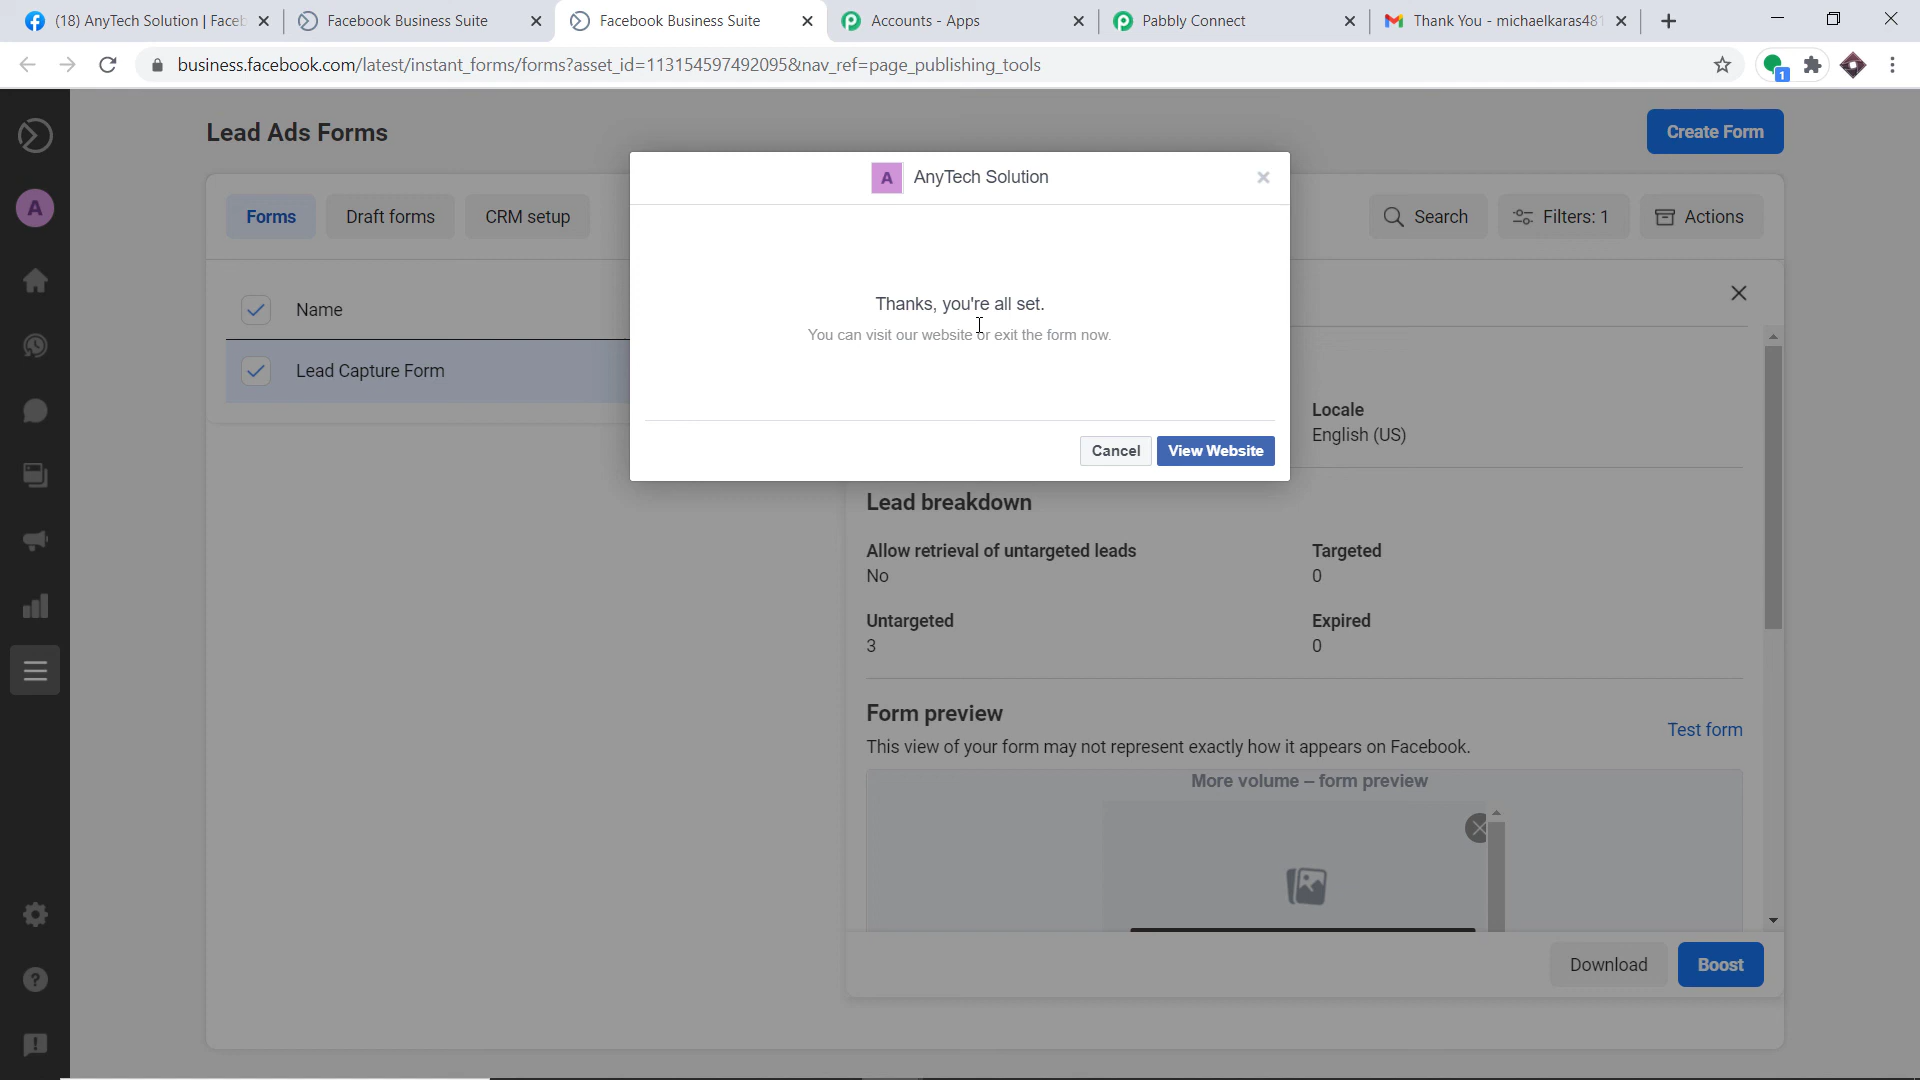 (18) AnyTech Solution | Faceb
Facebook Business Suite
Facebook Business Suite
Accounts - Apps
Pabbly Connect
Thank You - michaelkaras481
business.facebook.com/latest/instant_forms/forms?asset_id=113154597492095&nav_ref=page_publishing_tools
1
Lead Ads Forms
Create Form
A AnyTech Solution
A
Forms
Draft forms
CRM setup
Search
Filters: 1
Actions
Thanks, you're all set.
You can visit our website or exit the form now.
Name
Lead Capture Form
Locale
English (US)
Cancel
View Website
Lead breakdown
Allow retrieval of untargeted leads
No
Targeted
0
Untargeted
3
Expired
0
Form preview
Test form
This view of your form may not represent exactly how it appears on Facebook.
More volume – form preview
Download
Boost